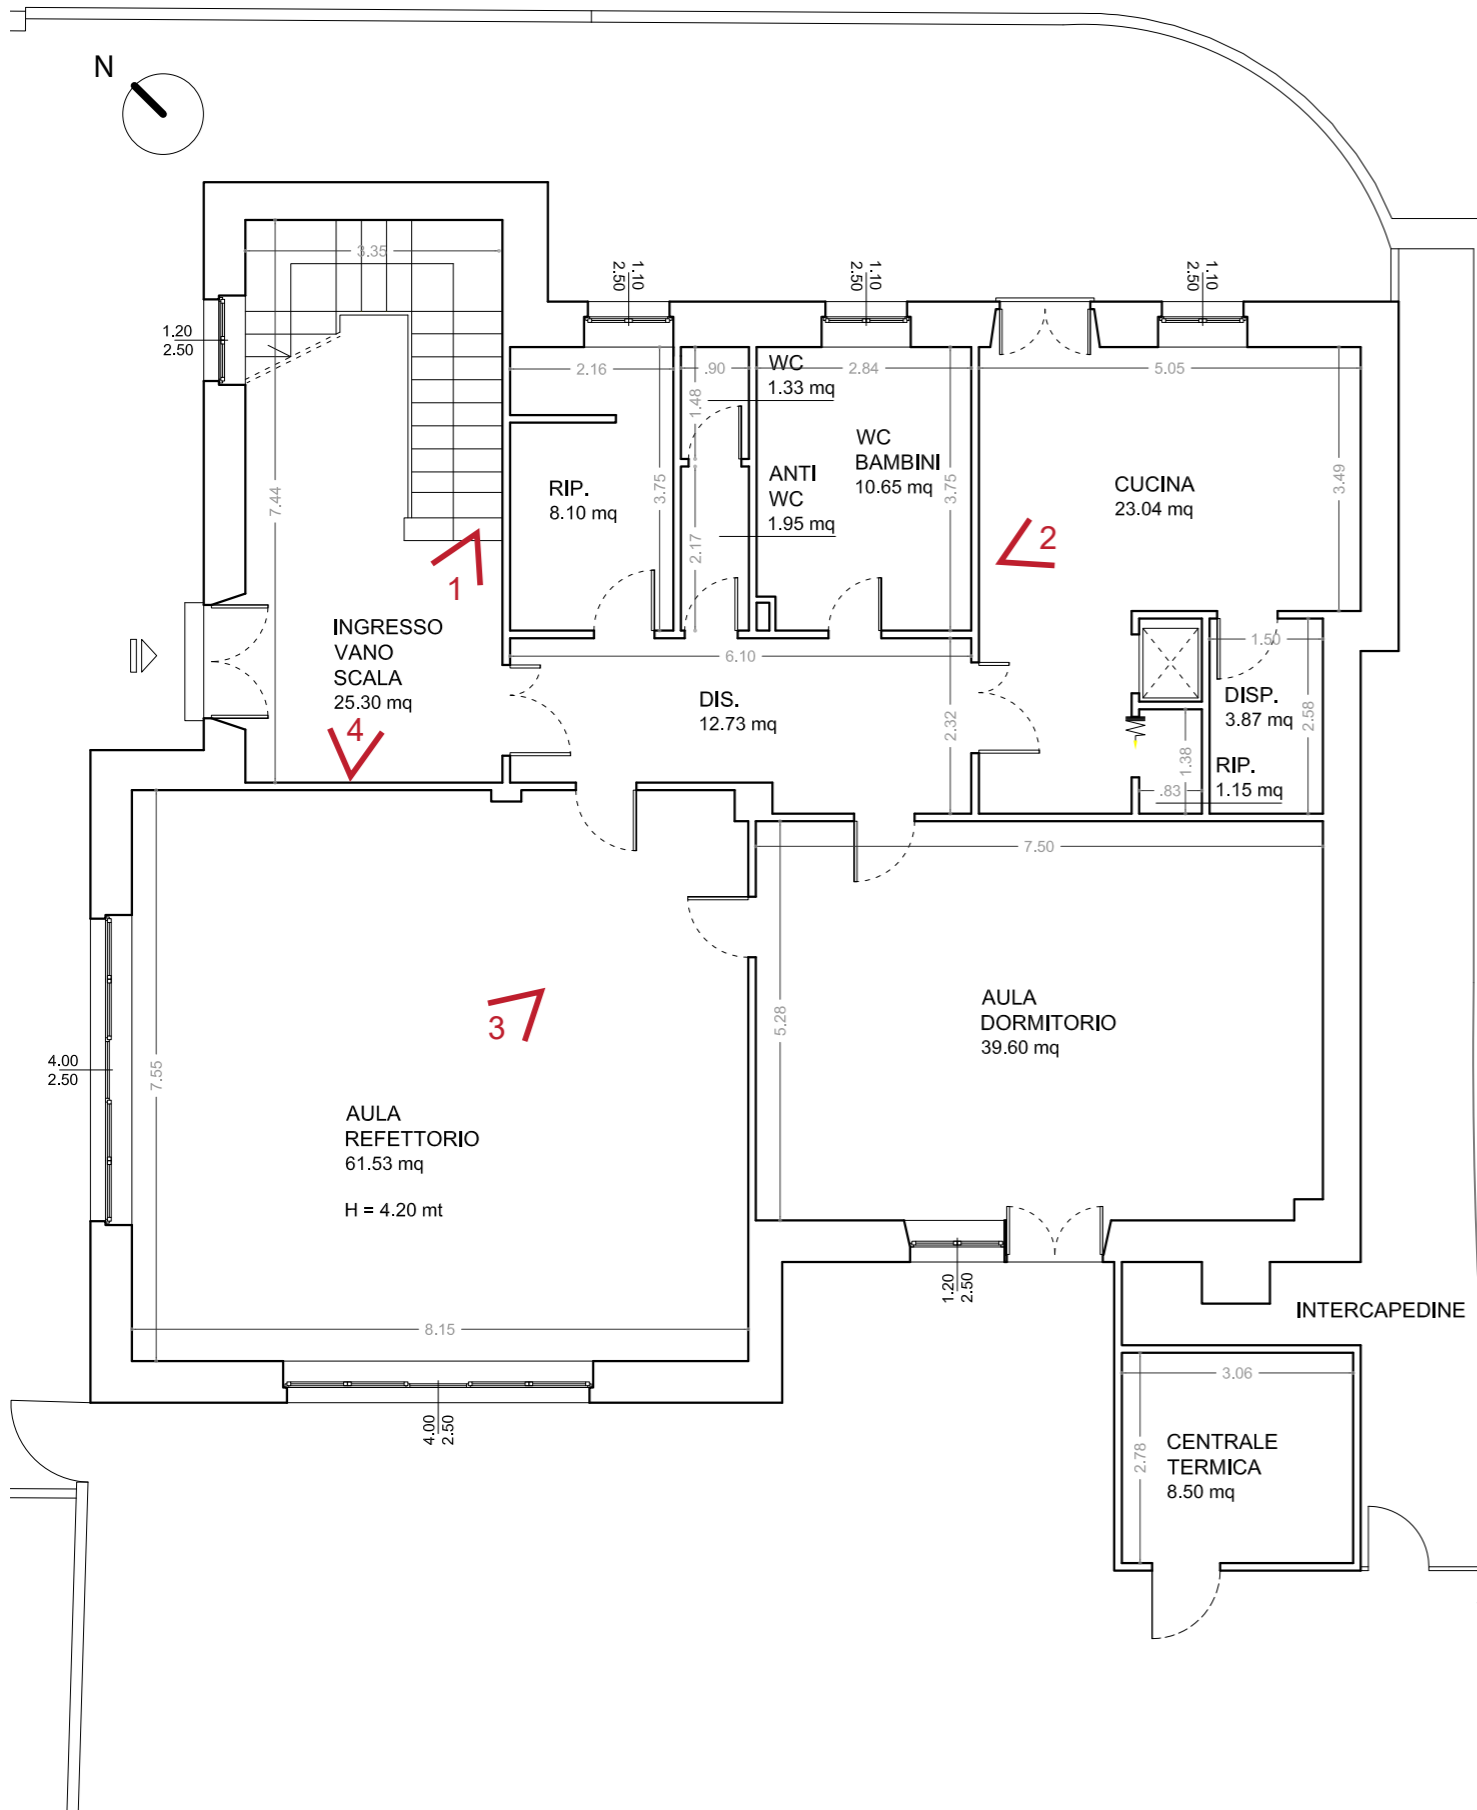 N
3.35
1.10
2.50
1.10
2.50
1.10
2.50
1.20
2.50
2.16
.90
WC
1.33 mq
2.84
5.05
1.48
7.44
3.75
RIP.
8.10 mq
ANTI
WC
1.95 mq
WC
BAMBINI
10.65 mq
3.75
CUCINA
23.04 mq
3.49
2.17
1
2
INGRESSO
VANO
SCALA
25.30 mq
4
6.10
DIS.
12.73 mq
2.32
1.50
DISP.
3.87 mq
2.58
1.38
RIP.
1.15 mq
.83
7.50
5.28
AULA
DORMITORIO
39.60 mq
3
4.00
2.50
7.55
AULA
REFETTORIO
61.53 mq
H = 4.20 mt
1.20
2.50
INTERCAPEDINE
8.15
3.06
4.00
2.50
2.78
CENTRALE
TERMICA
8.50 mq